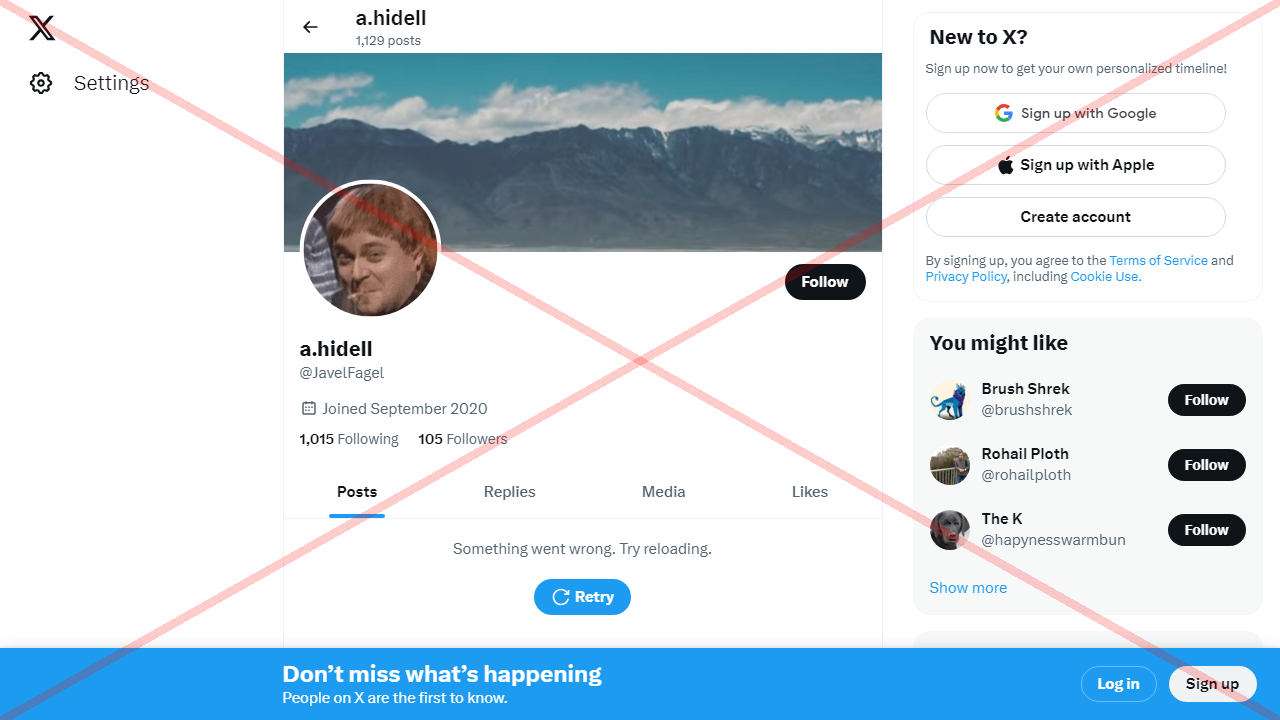 Settings
a.hidell
1,129 posts
Follow
a.hidell
@JavelFagel
Joined September 2020
1,015 Following 105 Followers
Posts Replies Media Likes
Something went wrong. Try reloading.
Retry
New to X?
Sign up now to get your own personalized timeline!
Sign up with Google
Sign up with Apple
Create account
By signing up, you agree to the Terms of Service and
Privacy Policy, including Cookie Use.
You might like
Brush Shrek
@brushshrek
Follow
Rohail Ploth
@rohailploth
Follow
The K
@hapynesswarmbun
Follow
Show more
Don’t miss what’s happening
People on X are the first to know.
Log in
Sign up